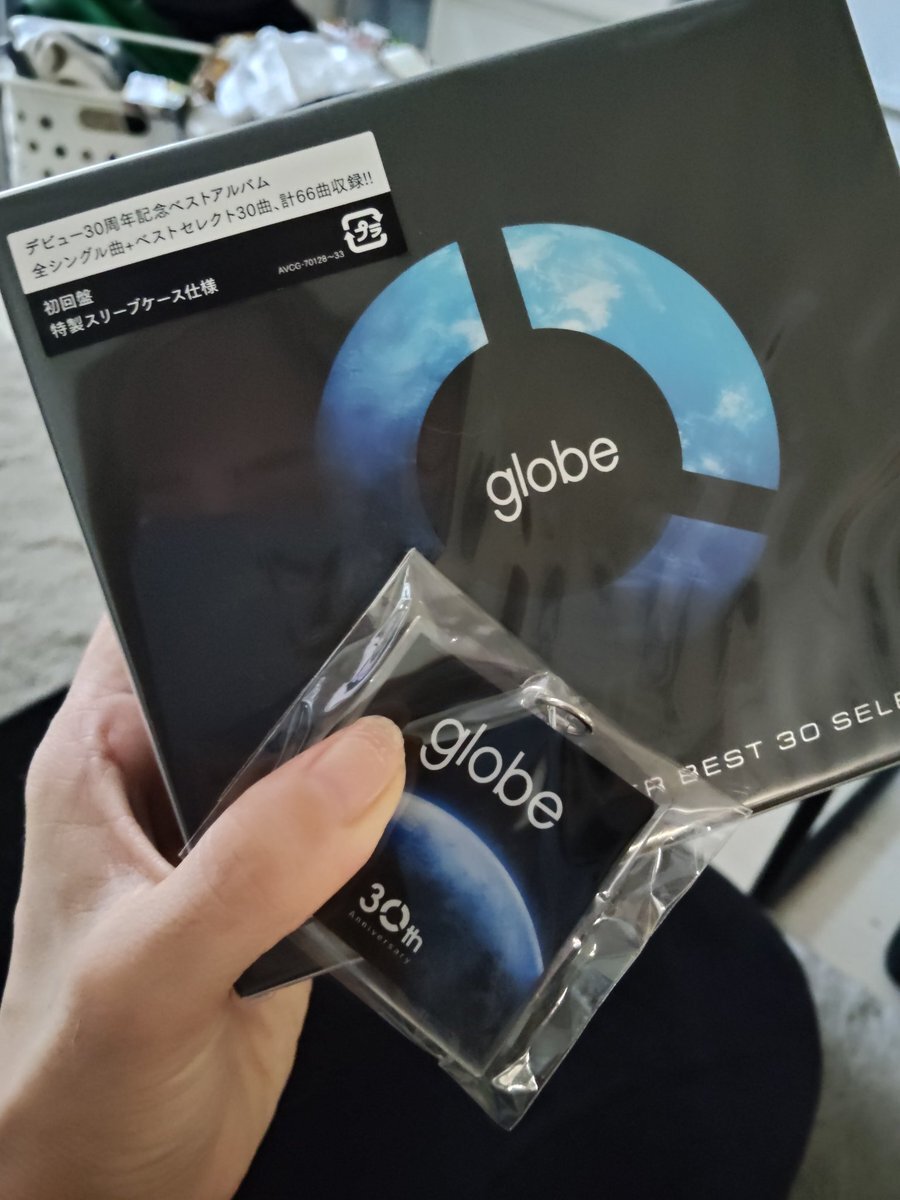 デビュー30周年記念ベストアルバム
全シングル曲+ベストセレクト30曲、計66曲収録!!
プラ
初回盤
特製スリーブケース仕様
AVCG-70128~33
globe
BEST 30
globe
30th
Anniversary